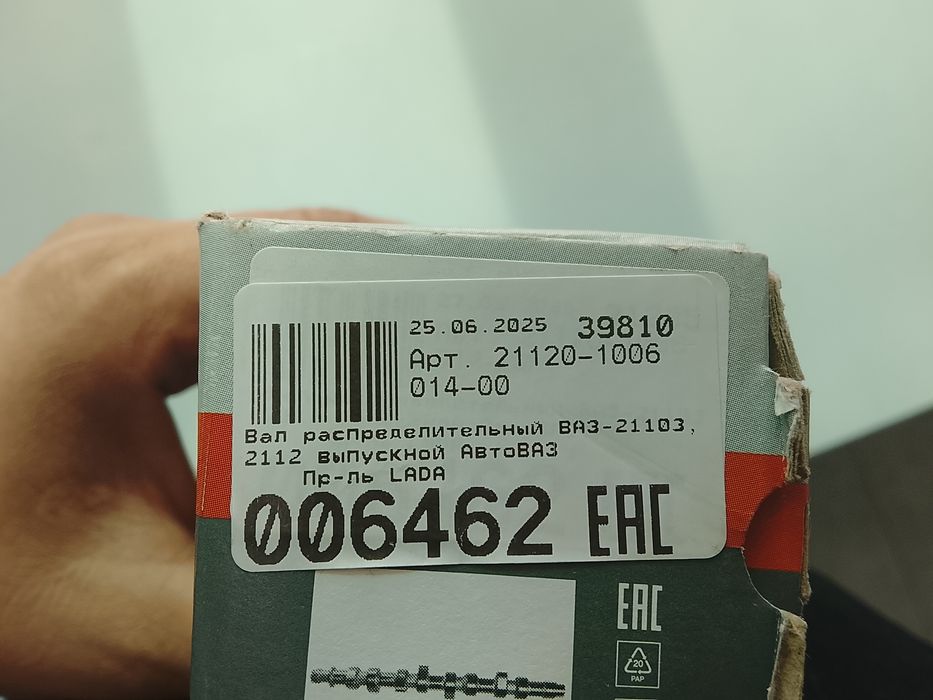 25.06.2025 39810
Арт. 21120-1006
014-00
Вал распределительный ВАЗ-21103,
2112 выпускной АвтоВАЗ
Пр-ль LADA
006462 EAC
EAC
20
PAP